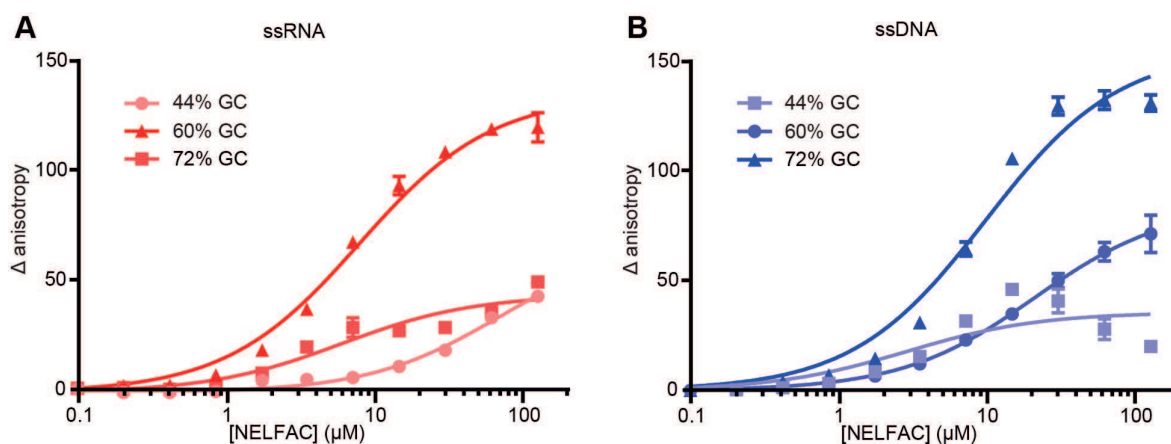 A
ssRNA
150
100
50
0
Δ anisotropy
44% GC
60% GC
72% GC
0.1
1
10
100
[NELFAC] (µM)
B
ssDNA
150
100
50
0
Δ anisotropy
44% GC
60% GC
72% GC
0.1
1
10
100
[NELFAC] (µM)